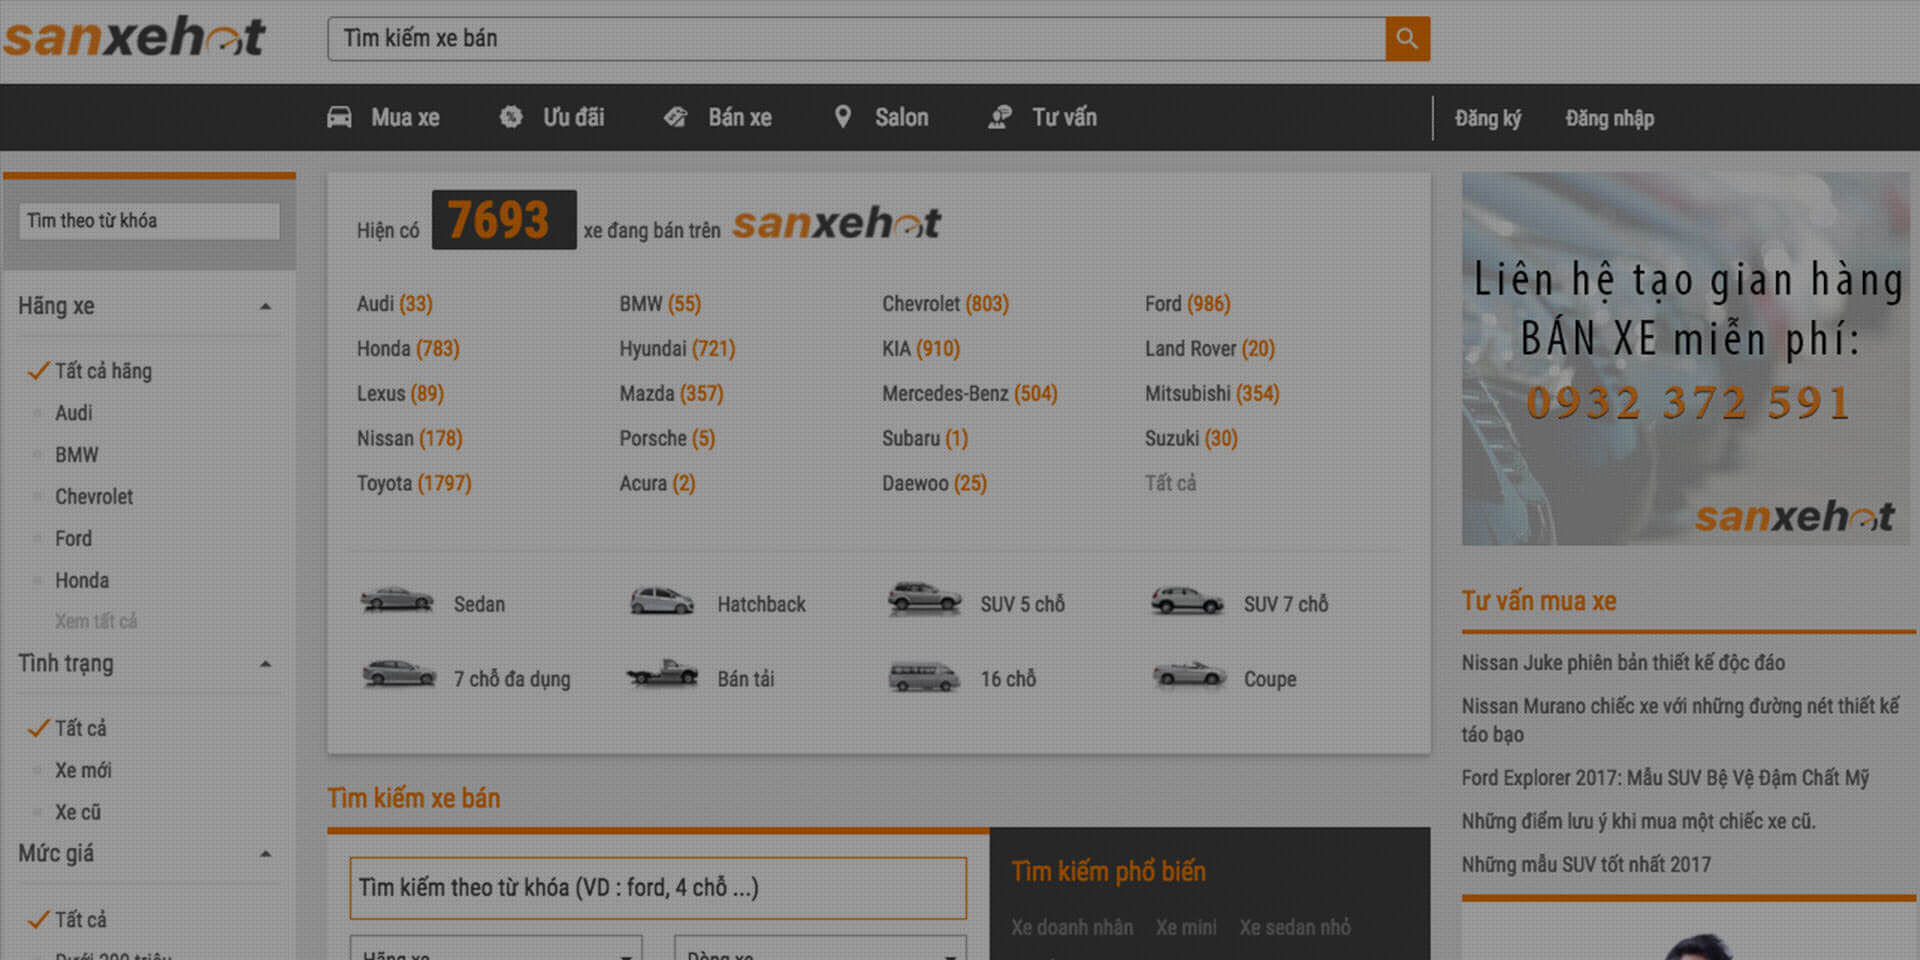 sanxehot
Tìm kiếm xe bán
Mua xe
Ưu đãi
Bán xe
Salon
Tư vấn
Đăng ký
Đăng nhập
Tìm theo từ khóa
Hãng xe
Tất cả hãng
Audi
BMW
Chevrolet
Ford
Honda
Xem tất cả
Tình trạng
Tất cả
Xe mới
Xe cũ
Mức giá
Tất cả
Dưới 200 triệu
Hiện có 7693 xe đang bán trên sanxehot
Audi (33)
BMW (55)
Chevrolet (803)
Ford (986)
Honda (783)
Hyundai (721)
KIA (910)
Land Rover (20)
Lexus (89)
Mazda (357)
Mercedes-Benz (504)
Mitsubishi (354)
Nissan (178)
Porsche (5)
Subaru (1)
Suzuki (30)
Toyota (1797)
Acura (2)
Daewoo (25)
Tất cả
Sedan
Hatchback
SUV 5 chỗ
SUV 7 chỗ
7 chỗ đa dụng
Bán tải
16 chỗ
Coupe
Tìm kiếm xe bán
Tìm kiếm theo từ khóa (VD : ford, 4 chỗ ...)
Hãng xe
Dòng xe
Tìm kiếm phổ biến
Xe doanh nhân
Xe mini
Xe sedan nhỏ
Liên hệ tạo gian hàng
BÁN XE miễn phí:
0932 372 591
sanxehot
Tư vấn mua xe
Nissan Juke phiên bản thiết kế độc đáo
Nissan Murano chiếc xe với những đường nét thiết kế
táo bạo
Ford Explorer 2017: Mẫu SUV Bệ Vệ Đậm Chất Mỹ
Những điểm lưu ý khi mua một chiếc xe cũ.
Những mẫu SUV tốt nhất 2017